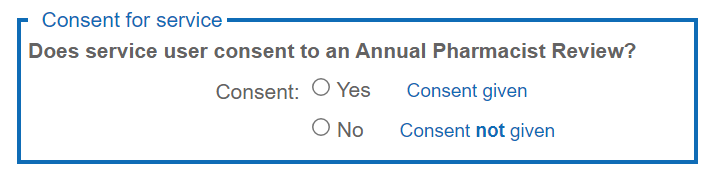 Consent for service
Does service user consent to an Annual Pharmacist Review?
Consent: Yes Consent given
No Consent not given